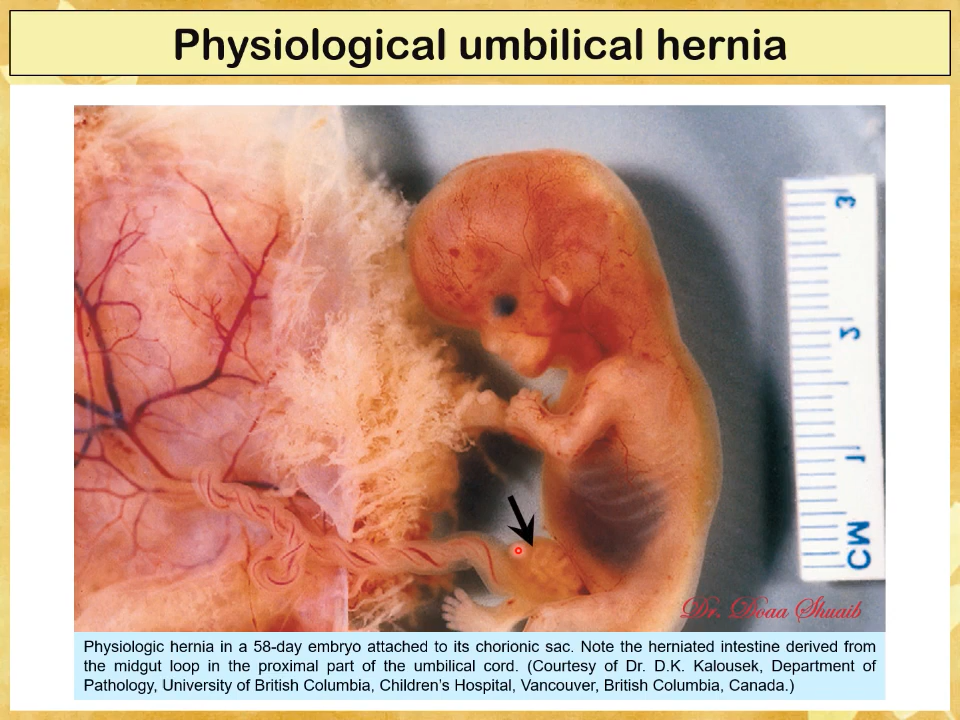 Physiological umbilical hernia
3
2
1
CM
Dr. Doaa Shuaib
Physiologic hernia in a 58-day embryo attached to its chorionic sac. Note the herniated intestine derived from
the midgut loop in the proximal part of the umbilical cord. (Courtesy of Dr. D.K. Kalousek, Department of
Pathology, University of British Columbia, Children's Hospital, Vancouver, British Columbia, Canada.)